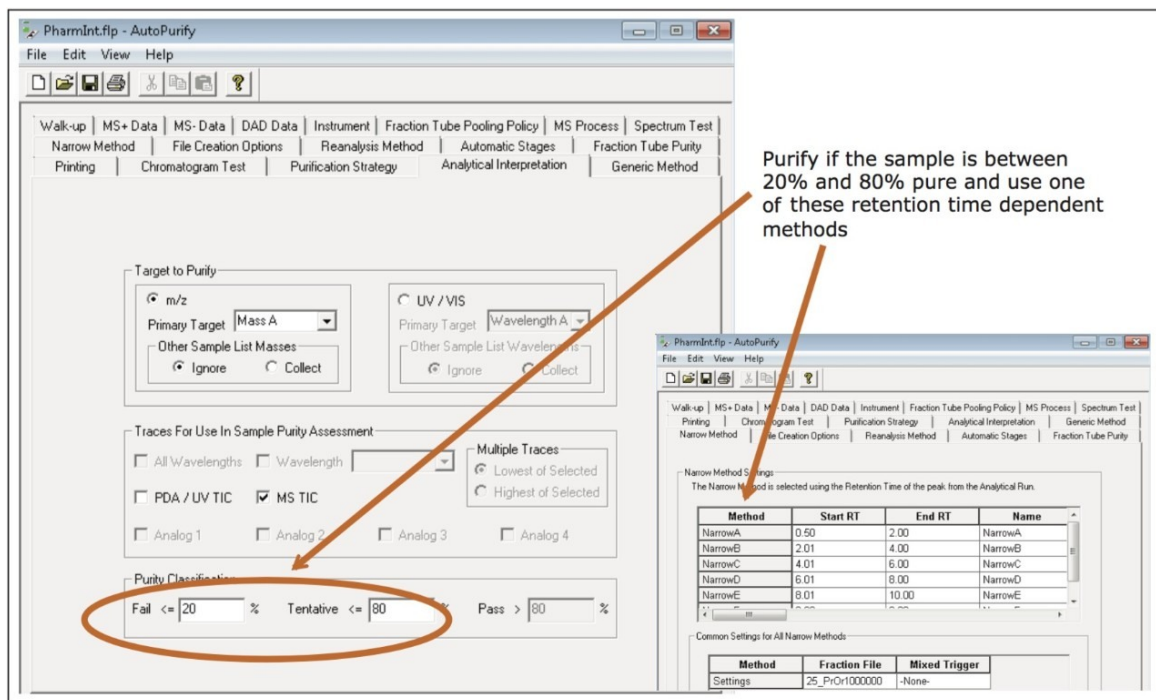 PharmInt.flp - AutoPurify
File Edit View Help
Walk-up MS+ Data MS- Data DAD Data Instrument Fraction Tube Pooling Policy MS Process Spectrum Test
Narrow Method File Creation Options Reanalysis Method Automatic Stages Fraction Tube Purity
Printing Chromatogram Test Purification Strategy Analytical Interpretation Generic Method
Target to Purify
m/z
Primary Target Mass A
Other Sample List Masses
Ignore Collect
UV / VIS
Primary Target Wavelength A
Other Sample List Wavelengths
Ignore Collect
Traces For Use In Sample Purity Assessment
All Wavelengths Wavelength
PDA / UV TIC MS TIC
Multiple Traces
Lowest of Selected
Highest of Selected
Analog 1 Analog 2 Analog 3 Analog 4
Purity Classification
Fail <= 20 % Tentative <= 80 % Pass > 80 %
Purify if the sample is between
20% and 80% pure and use one
of these retention time dependent
methods
PharmInt.flp - AutoPurify
File Edit View Help
Walk-up MS+ Data MS- Data DAD Data Instrument Fraction Tube Pooling Policy MS Process Spectrum Test
Printing Chromatogram Test Purification Strategy Analytical Interpretation Generic Method
Narrow Method File Creation Options Reanalysis Method Automatic Stages Fraction Tube Purity
Narrow Method Settings
The Narrow Method is selected using the Retention Time of the peak from the Analytical Run.
Method Start RT End RT Name
NarrowA 0.50 2.00 NarrowA
NarrowB 2.01 4.00 NarrowB
NarrowC 4.01 6.00 NarrowC
NarrowD 6.01 8.00 NarrowD
NarrowE 8.01 10.00 NarrowE
Common Settings for All Narrow Methods
Method Fraction File Mixed Trigger
Settings 25_PrOr1000000 -None-